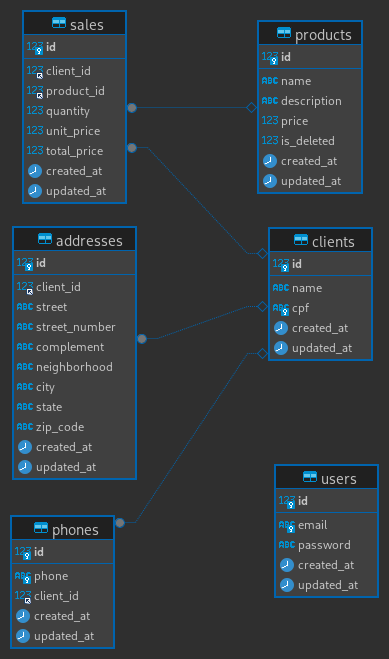 sales
123 id
123 client_id
123 product_id
123 quantity
123 unit_price
123 total_price
created_at
updated_at
products
123 id
ABC name
ABC description
123 price
123 is_deleted
created_at
updated_at
addresses
123 id
123 client_id
ABC street
ABC street_number
ABC complement
ABC neighborhood
ABC city
ABC state
ABC zip_code
created_at
updated_at
clients
123 id
ABC name
ABC cpf
created_at
updated_at
phones
123 id
ABC phone
123 client_id
created_at
updated_at
users
123 id
ABC email
ABC password
created_at
updated_at